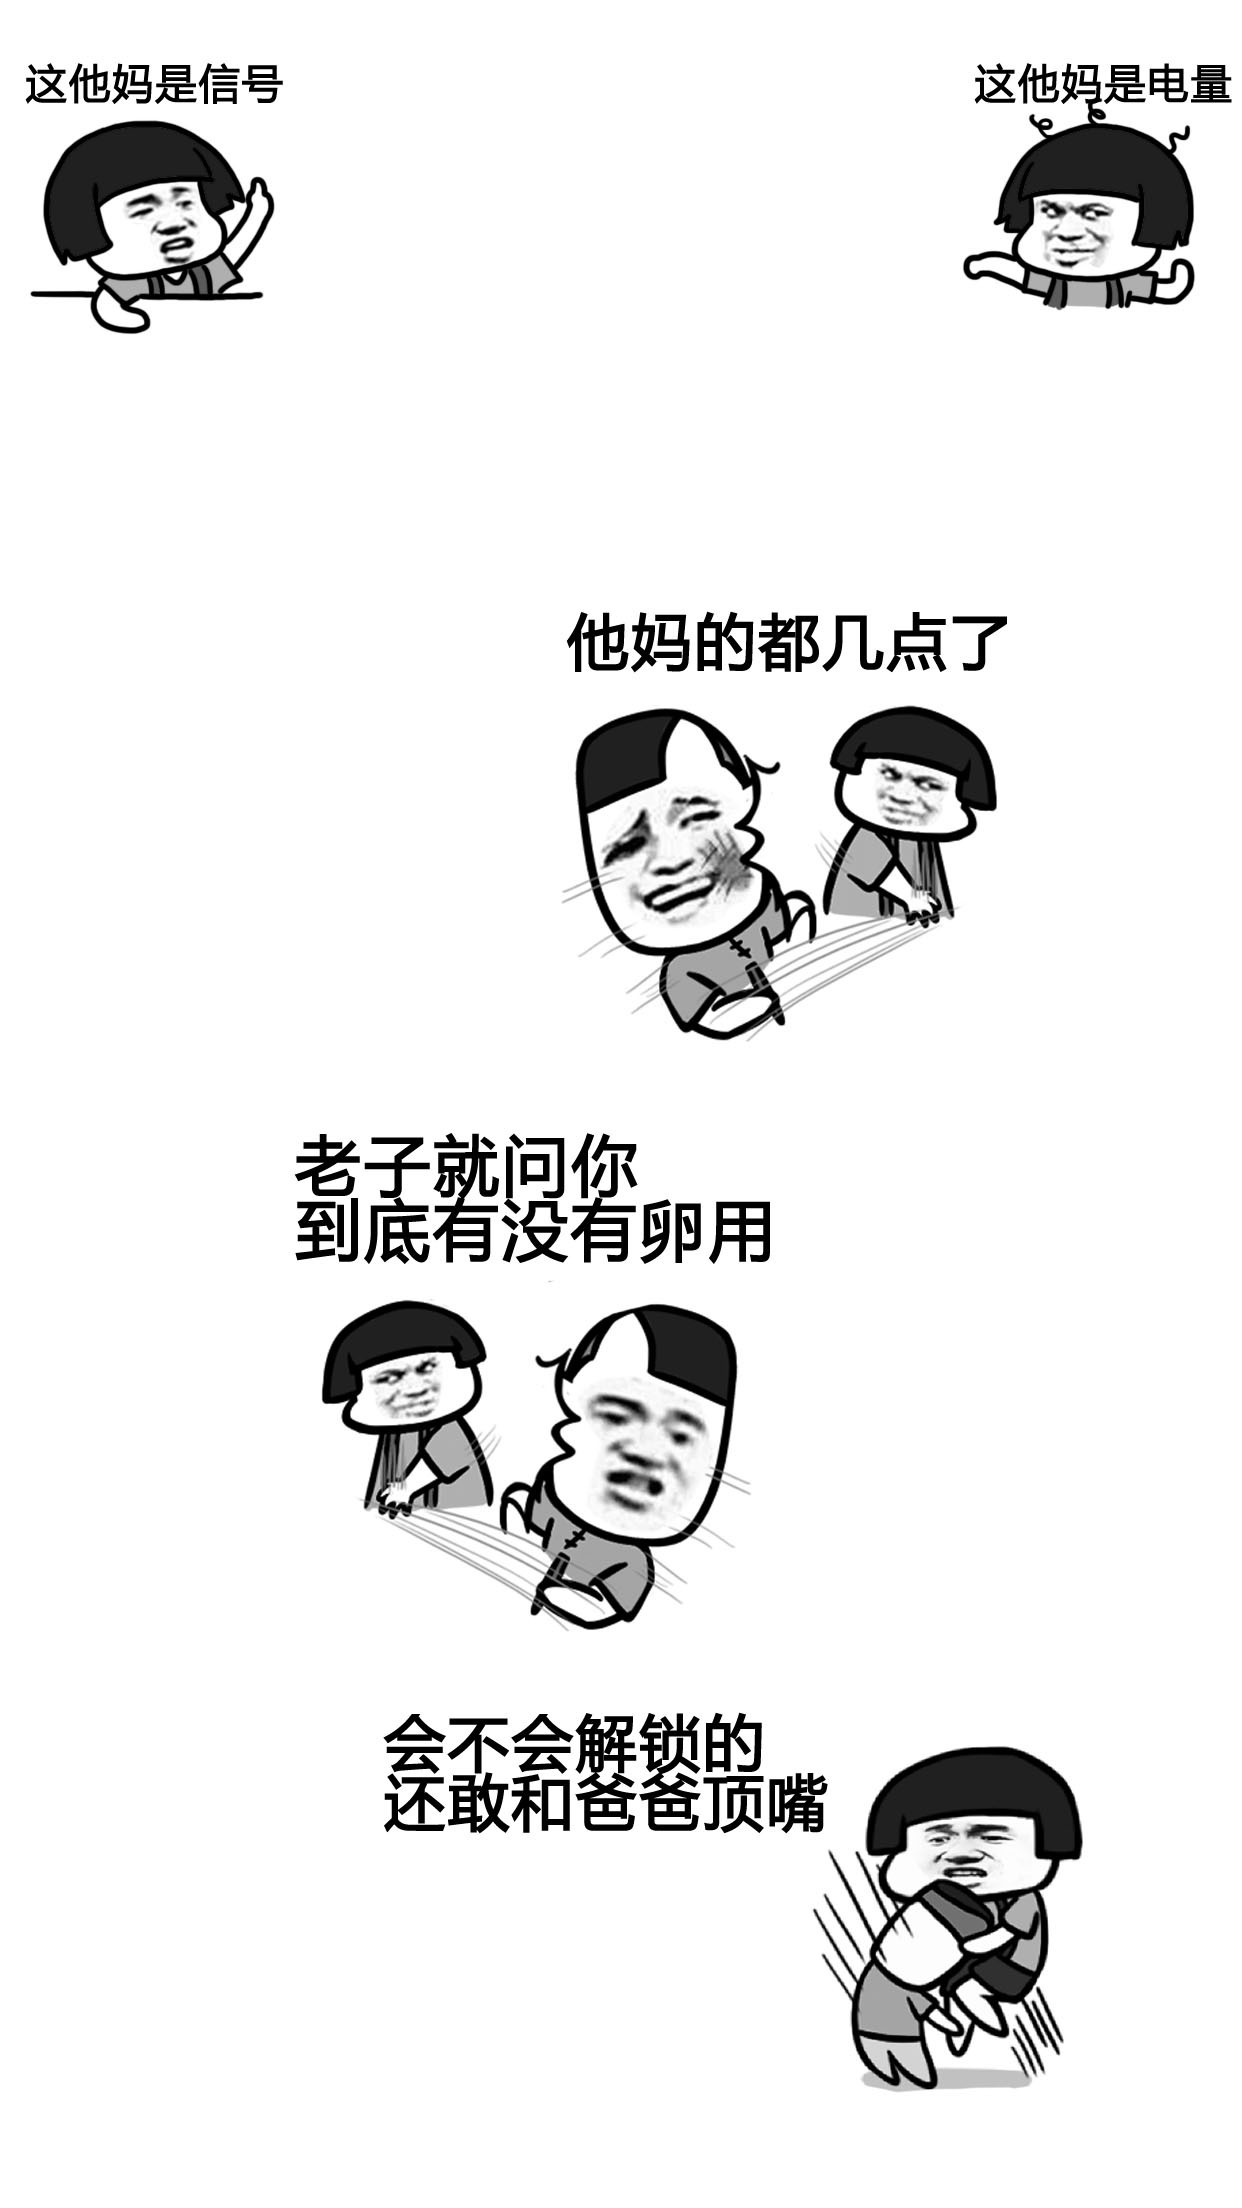 这他妈是信号
这他妈是电量
他妈的都几点了
老子就问你
到底有没有卵用
会不会解锁的
还敢和爸爸顶嘴